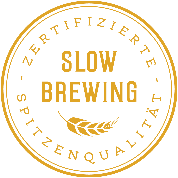 - ZERTIFIZIERTE -
SLOW
BREWING
SPITZENQUALITÄT